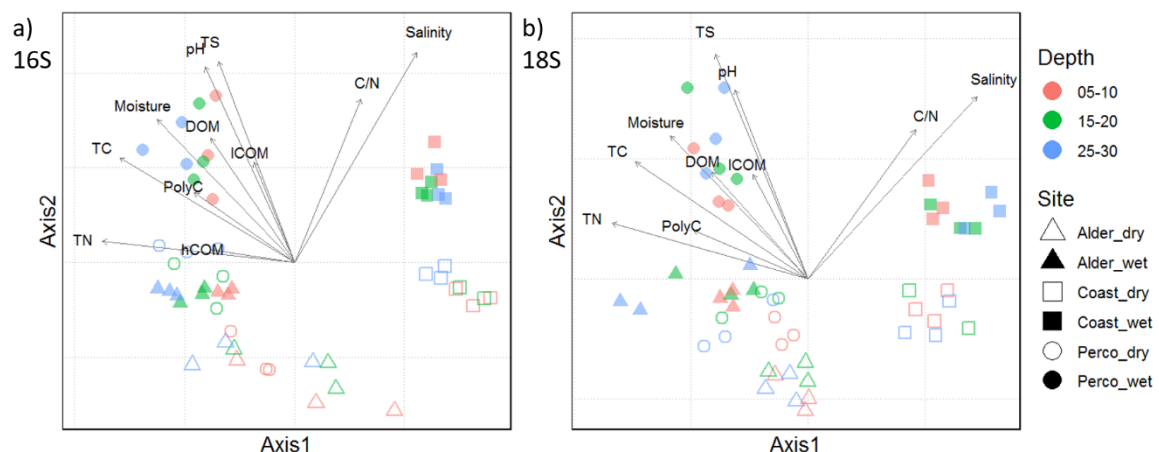 a)
16S
TS
pH
Salinity
C/N
Moisture
DOM
lCOM
TC
PolyC
TN
hCOM
Axis2
Axis1
b)
18S
TS
pH
Salinity
C/N
Moisture
DOM
lCOM
TC
TN
PolyC
Axis2
Axis1
Depth
05-10
15-20
25-30
Site
Alder_dry
Alder_wet
Coast_dry
Coast_wet
Perco_dry
Perco_wet